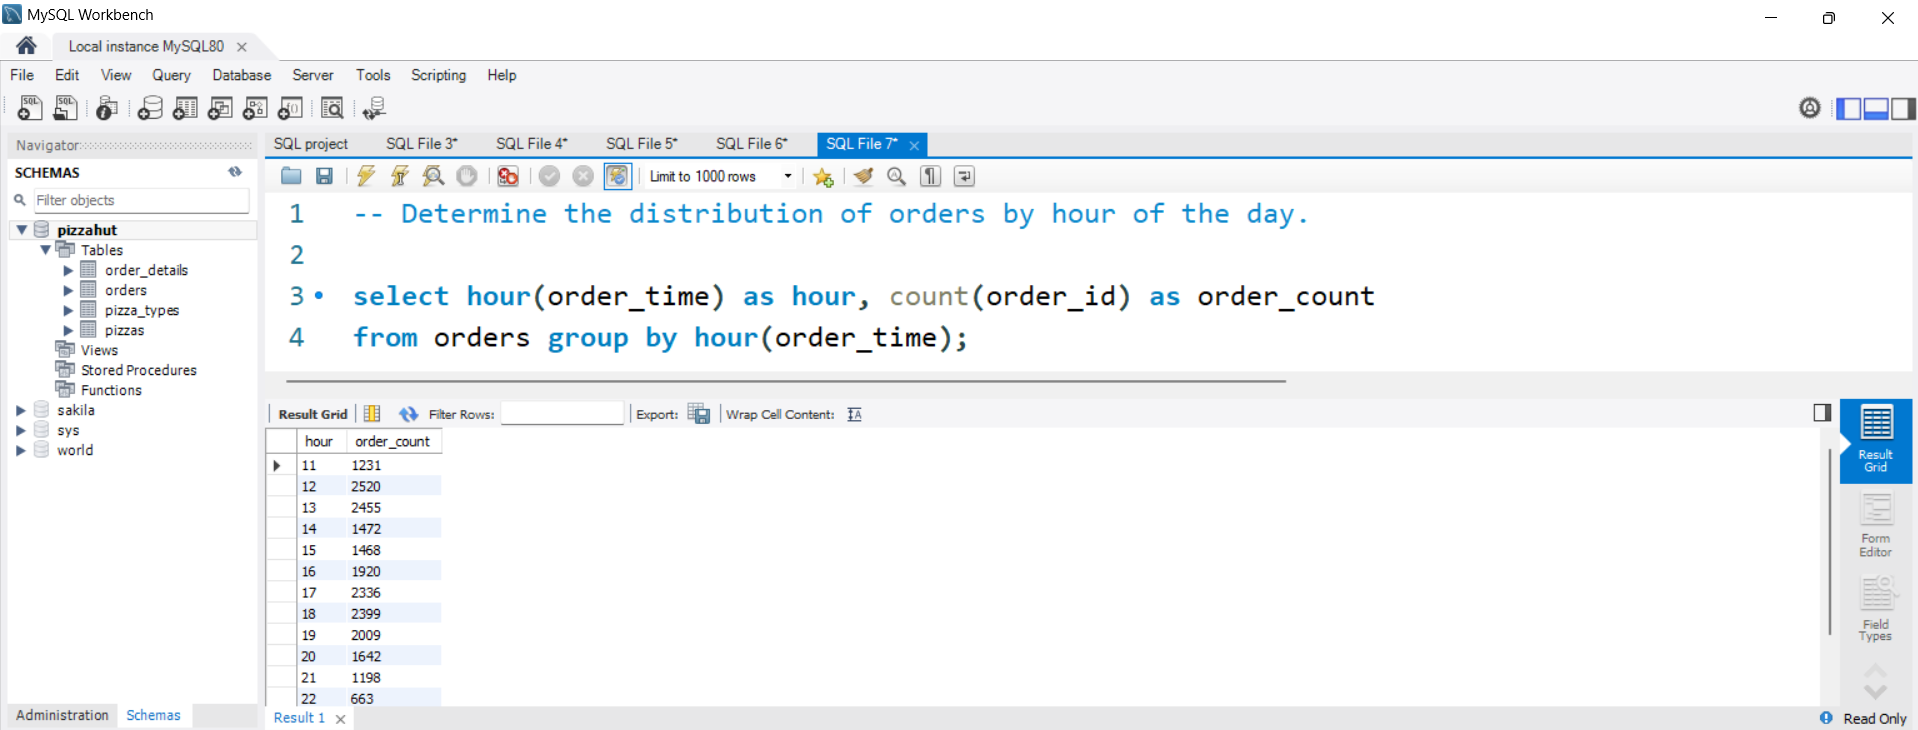 MySQL Workbench
Local instance MySQL80
File Edit View Query Database Server Tools Scripting Help
Navigator
SCHEMAS
Filter objects
pizzahut
Tables
order_details
orders
pizza_types
pizzas
Views
Stored Procedures
Functions
sakila
sys
world
Administration Schemas
SQL project SQL File 3* SQL File 4* SQL File 5* SQL File 6* SQL File 7*
Limit to 1000 rows
1 -- Determine the distribution of orders by hour of the day.
2
3 select hour(order_time) as hour, count(order_id) as order_count
4 from orders group by hour(order_time);
Result Grid Filter Rows: Export: Wrap Cell Content:
hour order_count
11 1231
12 2520
13 2455
14 1472
15 1468
16 1920
17 2336
18 2399
19 2009
20 1642
21 1198
22 663
Result
Grid
Form
Editor
Field
Types
Result 1
Read Only